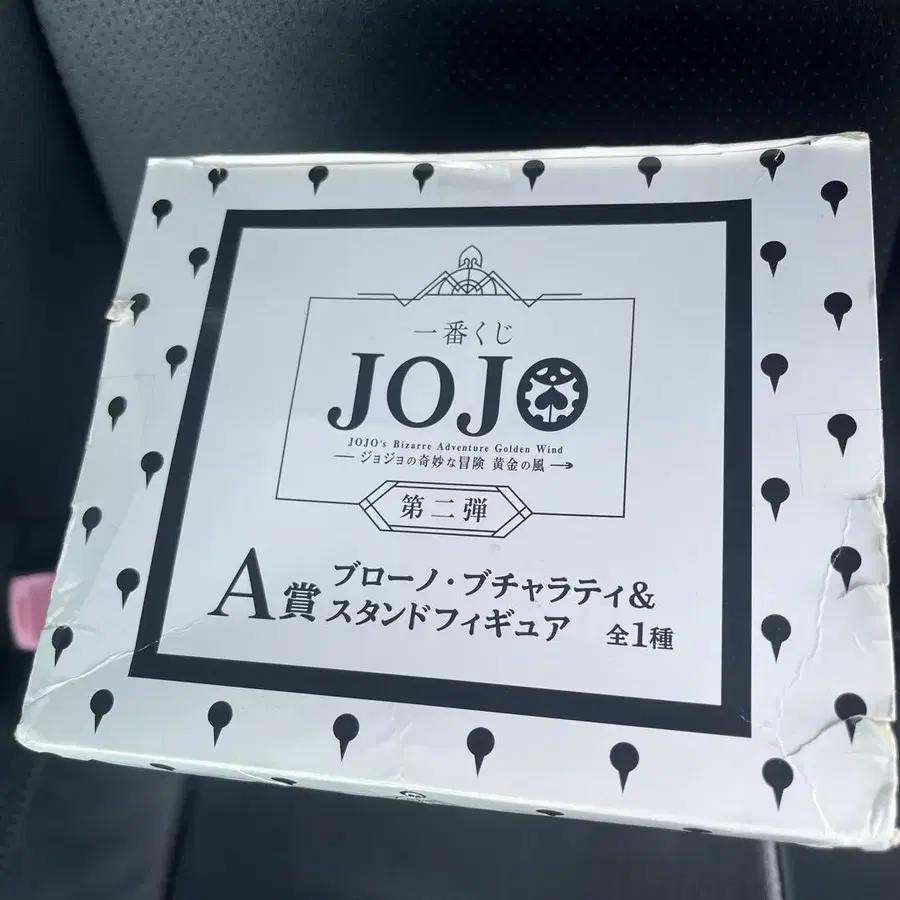 一番くじ
JOJO
JOJO's Bizarre Adventure Golden Wind
ジョジョの奇妙な冒険 黄金の風
第二弾
A賞 ブローノ・ブチャラティ&
スタンドフィギュア 全1種